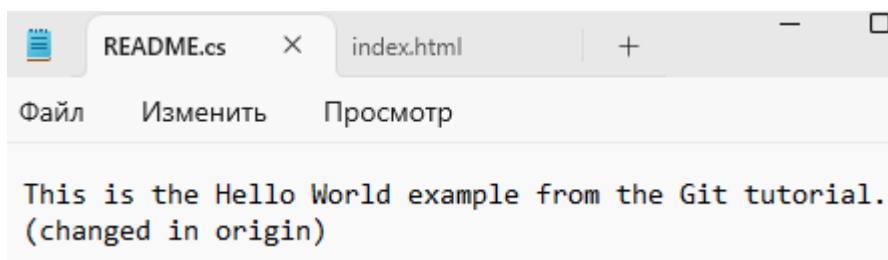 README.cs index.html
Файл Изменить Просмотр
This is the Hello World example from the Git tutorial.
(changed in origin)